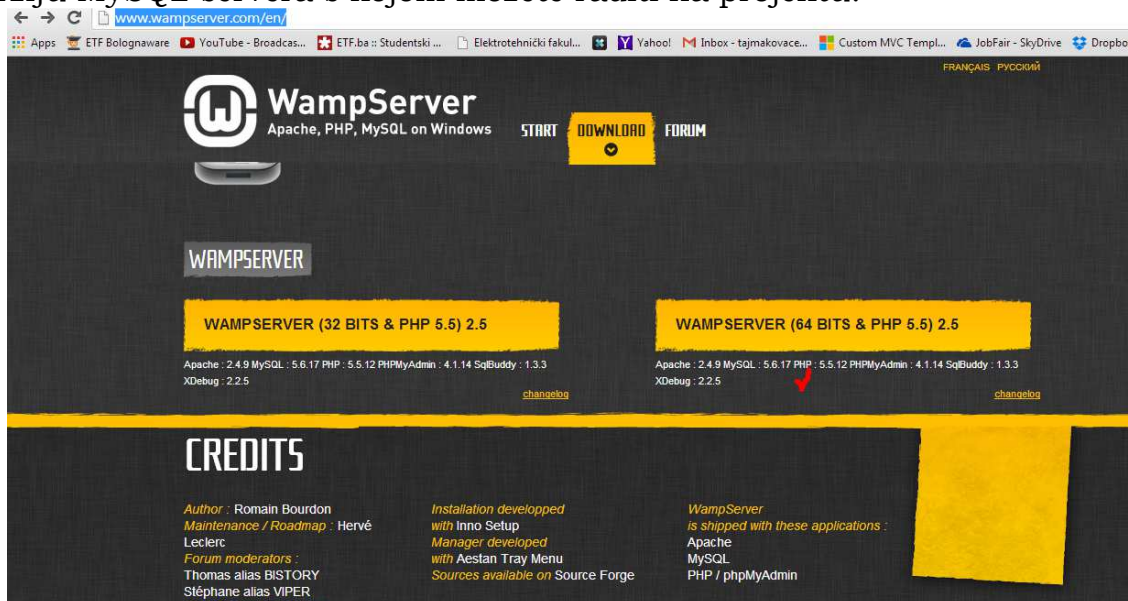 MySQL servera s kojem možete raditi na projektu.
www.wampserver.com/en/
Apps ETF Bolognaware YouTube - Broadcas... ETF.ba :: Studentski ... Elektrotehnički fakul... Yahoo! Inbox - tajmakovace... Custom MVC Templ... JobFair - SkyDrive Dropbo
FRANÇAIS РУССКИЙ
WampServer
Apache, PHP, MySQL on Windows
START DOWNLOAD FORUM
WAMPSERVER
WAMPSERVER (32 BITS & PHP 5.5) 2.5
Apache : 2.4.9 MySQL : 5.6.17 PHP : 5.5.12 PHPMyAdmin : 4.1.14 SqlBuddy : 1.3.3
XDebug : 2.2.5
changelog
WAMPSERVER (64 BITS & PHP 5.5) 2.5
Apache : 2.4.9 MySQL : 5.6.17 PHP : 5.5.12 PHPMyAdmin : 4.1.14 SqlBuddy : 1.3.3
XDebug : 2.2.5
changelog
CREDITS
Author : Romain Bourdon
Maintenance / Roadmap : Hervé
Leclerc
Forum moderators :
Thomas alias BISTORY
Stéphane alias VIPER
Installation developped
with Inno Setup
Manager developed
with Aestan Tray Menu
Sources available on Source Forge
WampServer
is shipped with these applications :
Apache
MySQL
PHP / phpMyAdmin